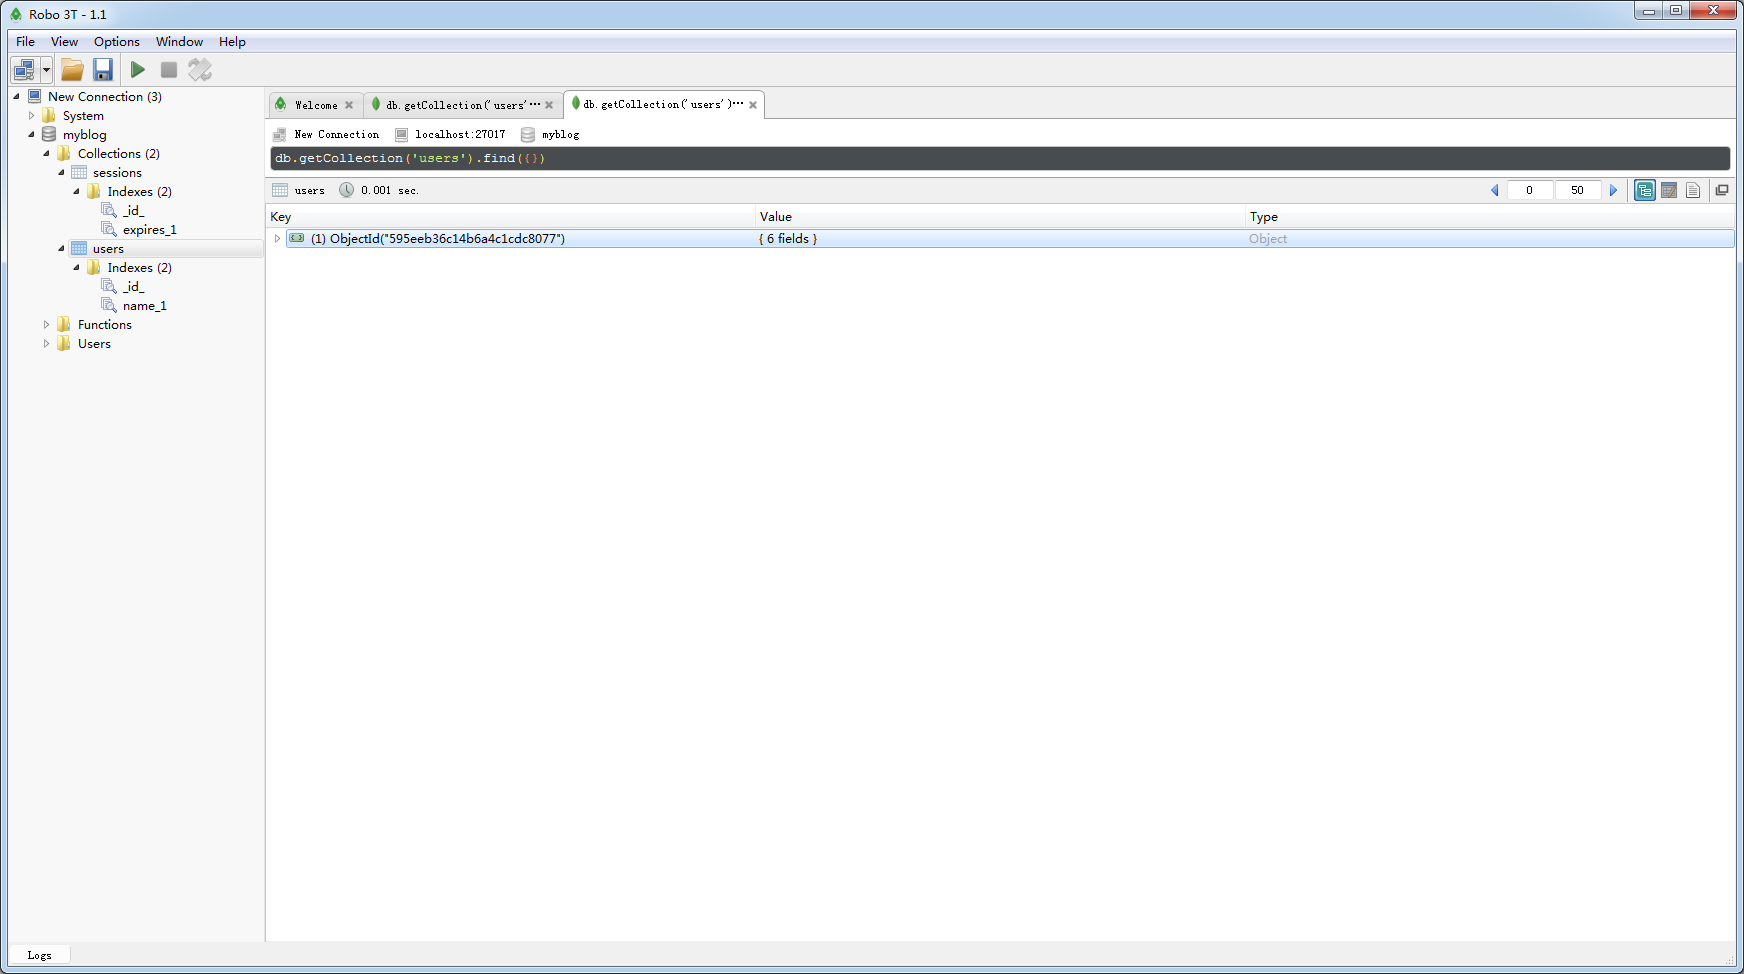 Robo 3T - 1.1
File View Options Window Help
New Connection (3)
System
myblog
Collections (2)
sessions
Indexes (2)
_id_
expires_1
users
Indexes (2)
_id_
name_1
Functions
Users
Welcome db.getCollection('users'··· db.getCollection('users')···
New Connection localhost:27017 myblog
db.getCollection('users').find({})
users 0.001 sec. 0 50
Key Value Type
(1) ObjectId("595eeb36c14b6a4c1cdc8077") { 6 fields } Object
Logs